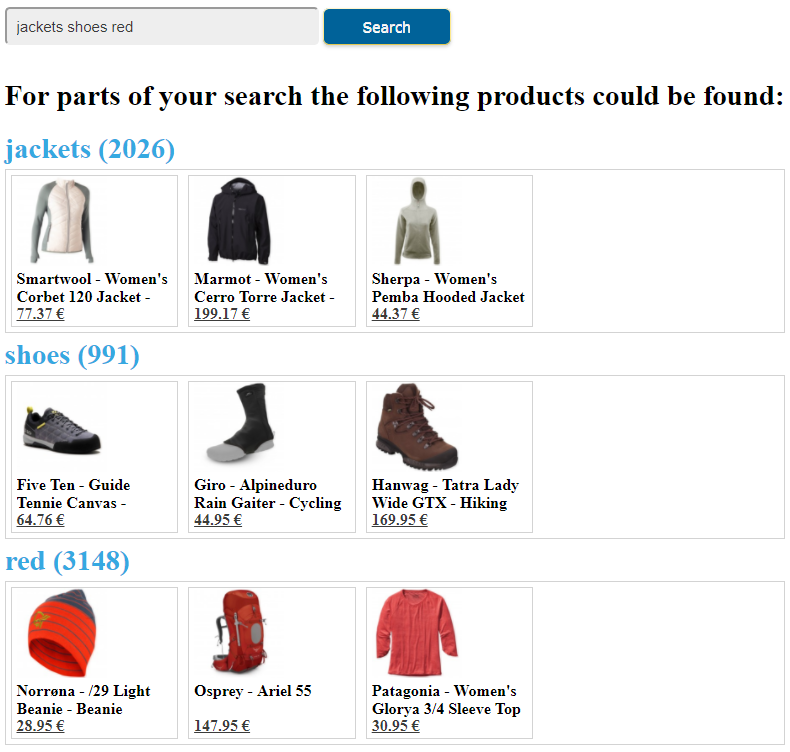 jackets shoes red
Search
For parts of your search the following products could be found:
jackets (2026)
Smartwool - Women's
Corbet 120 Jacket -
77.37 €
Marmot - Women's
Cerro Torre Jacket -
199.17 €
Sherpa - Women's
Pemba Hooded Jacket
44.37 €
shoes (991)
Five Ten - Guide
Tennie Canvas -
64.76 €
Giro - Alpineduro
Rain Gaiter - Cycling
44.95 €
Hanwag - Tatra Lady
Wide GTX - Hiking
169.95 €
red (3148)
Norrøna - /29 Light
Beanie - Beanie
28.95 €
Osprey - Ariel 55
147.95 €
Patagonia - Women's
Glorya 3/4 Sleeve Top
30.95 €